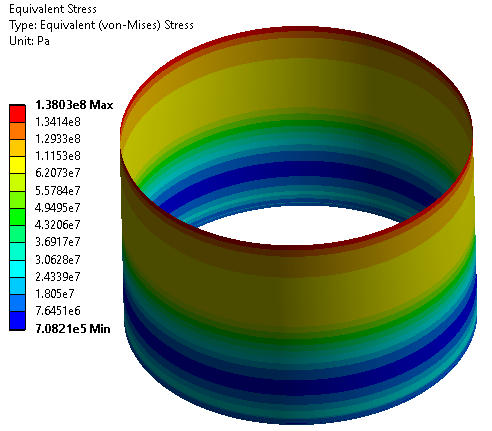 Equivalent Stress
Type: Equivalent (von-Mises) Stress
Unit: Pa
1.3803e8 Max
1.3414e8
1.2933e8
1.1153e8
6.2073e7
5.5784e7
4.9495e7
4.3206e7
3.6917e7
3.0628e7
2.4339e7
1.805e7
7.6451e6
7.0821e5 Min